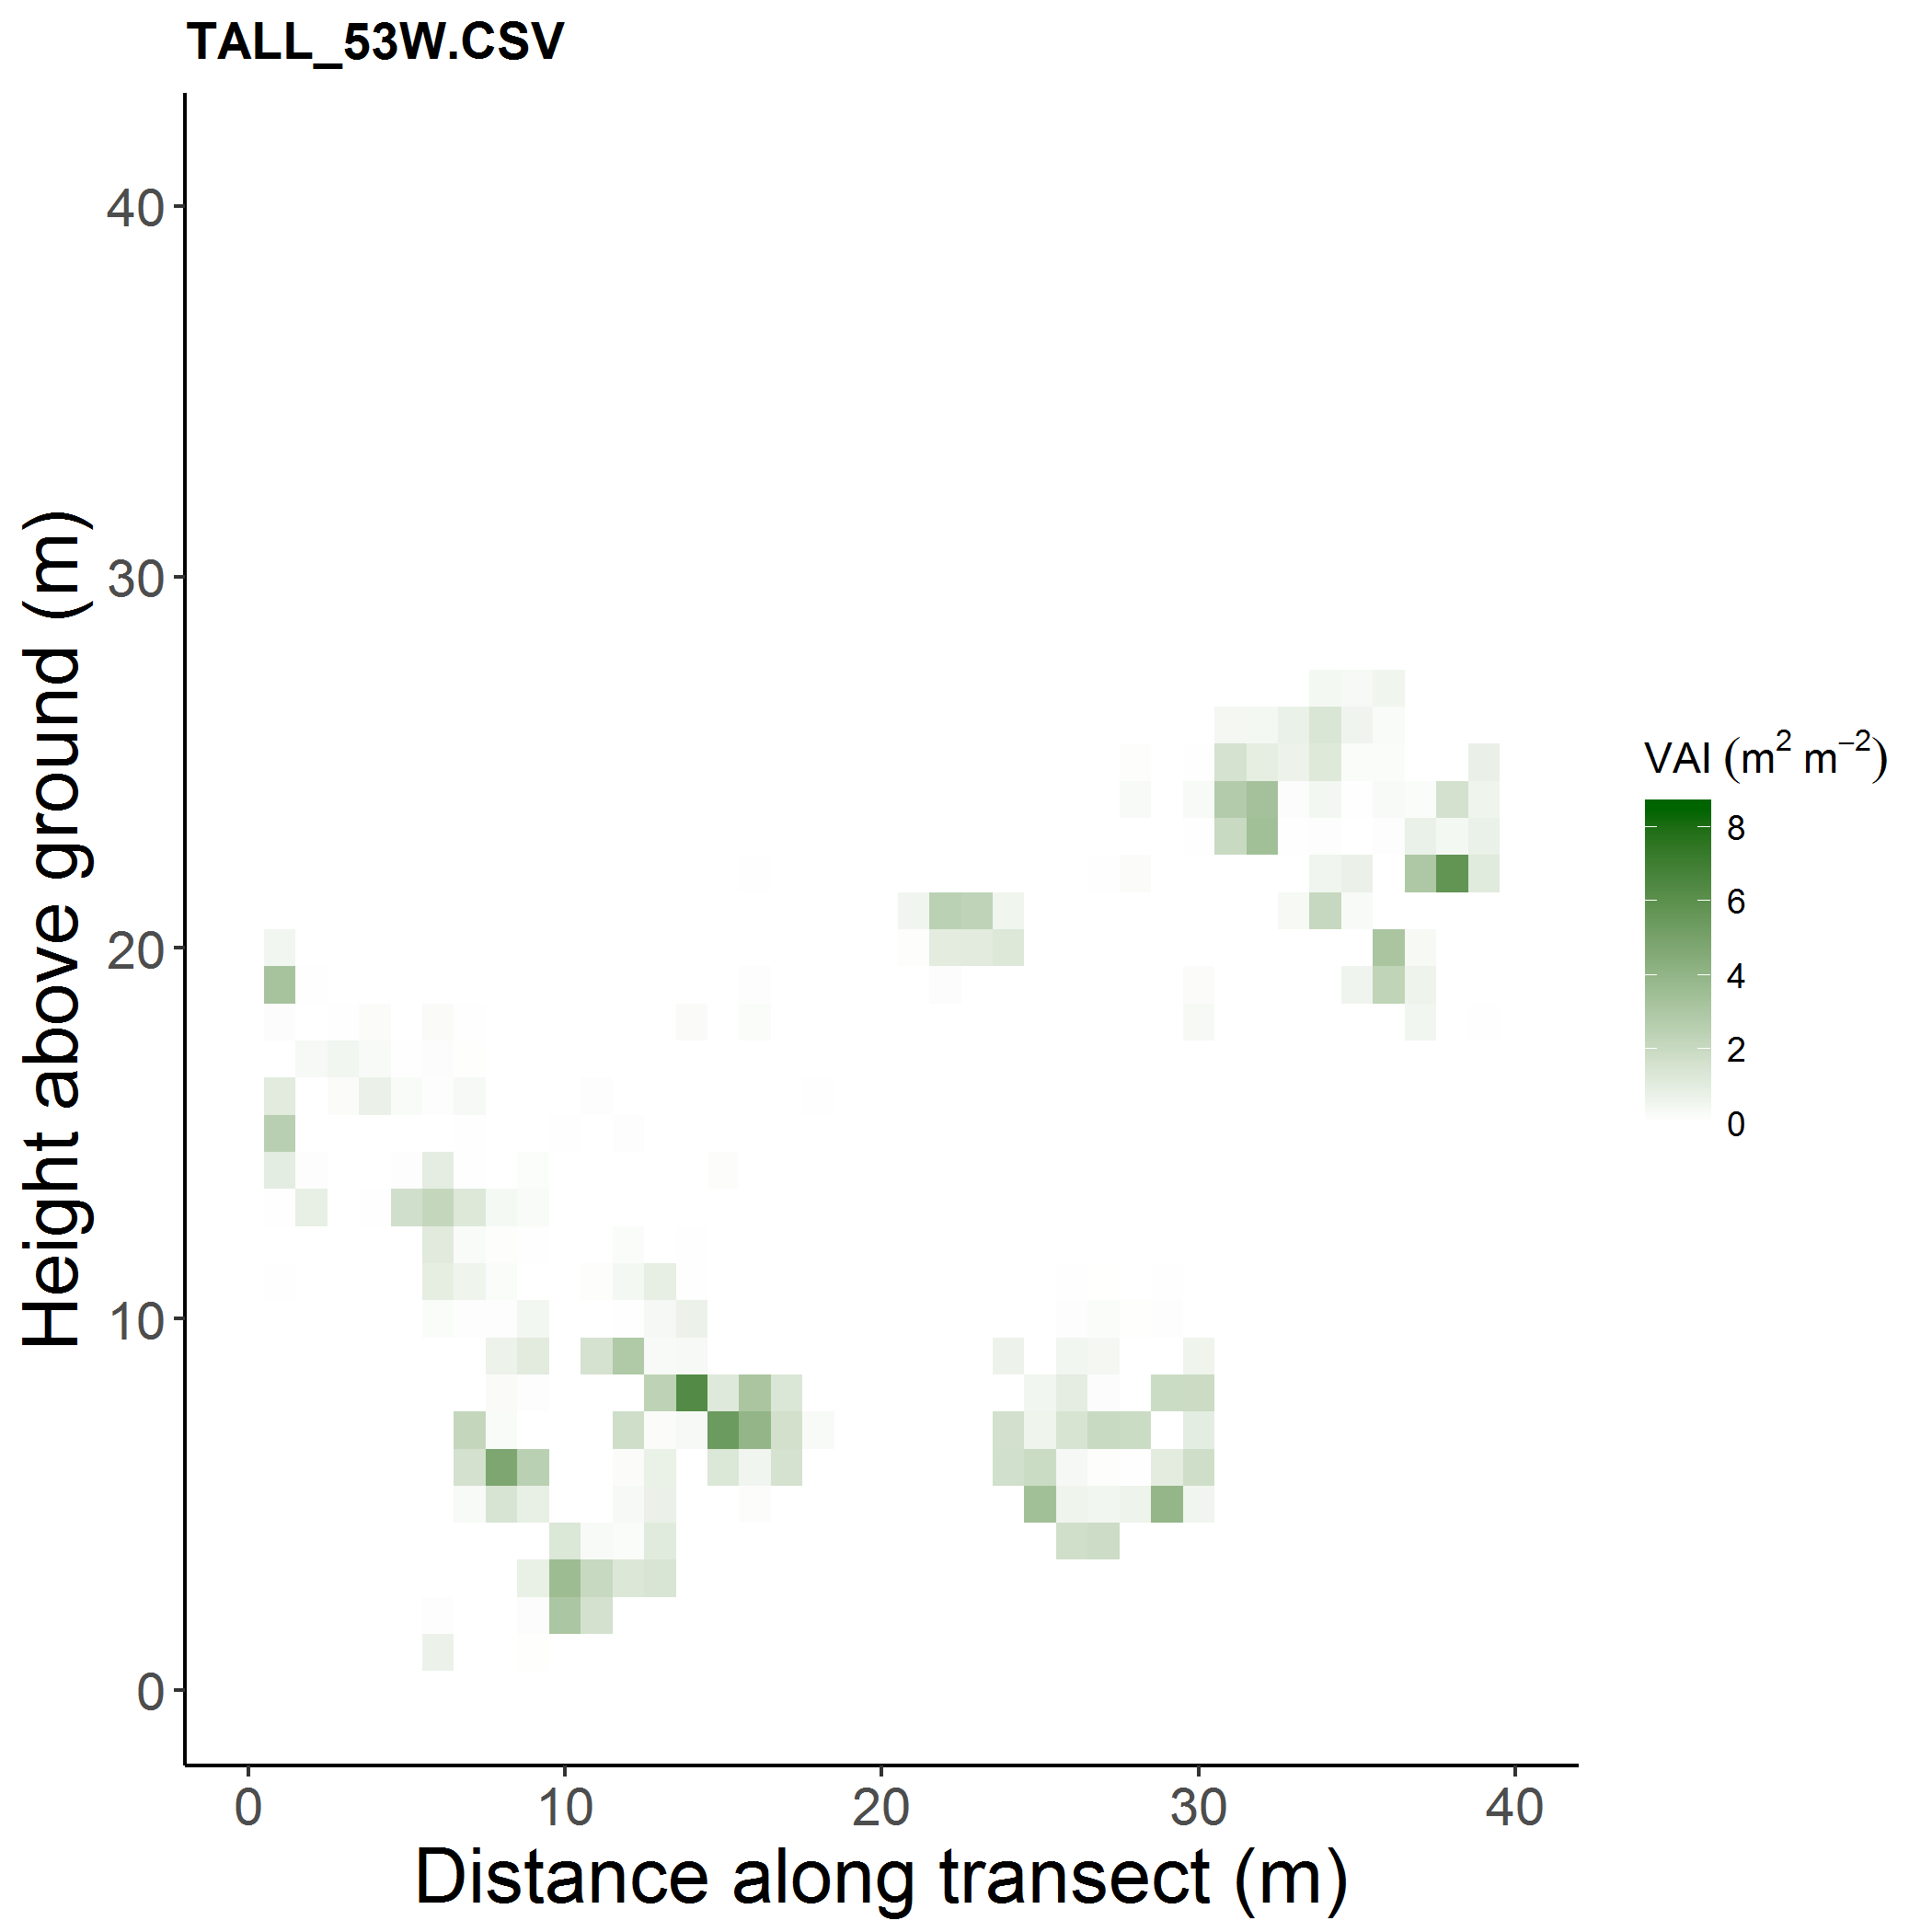 TALL_53W.CSV
40
30
20
10
0
Height above ground (m)
0 10 20 30 40
Distance along transect (m)
VAI (m² m⁻²)
8
6
4
2
0